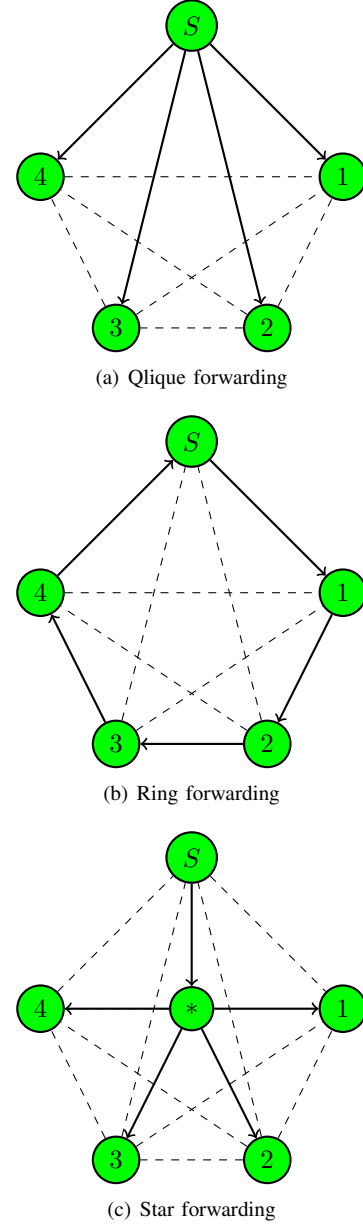 S
4 1
3 2
(a) Qlique forwarding
S
4 1
3 2
(b) Ring forwarding
S
4 * 1
3 2
(c) Star forwarding